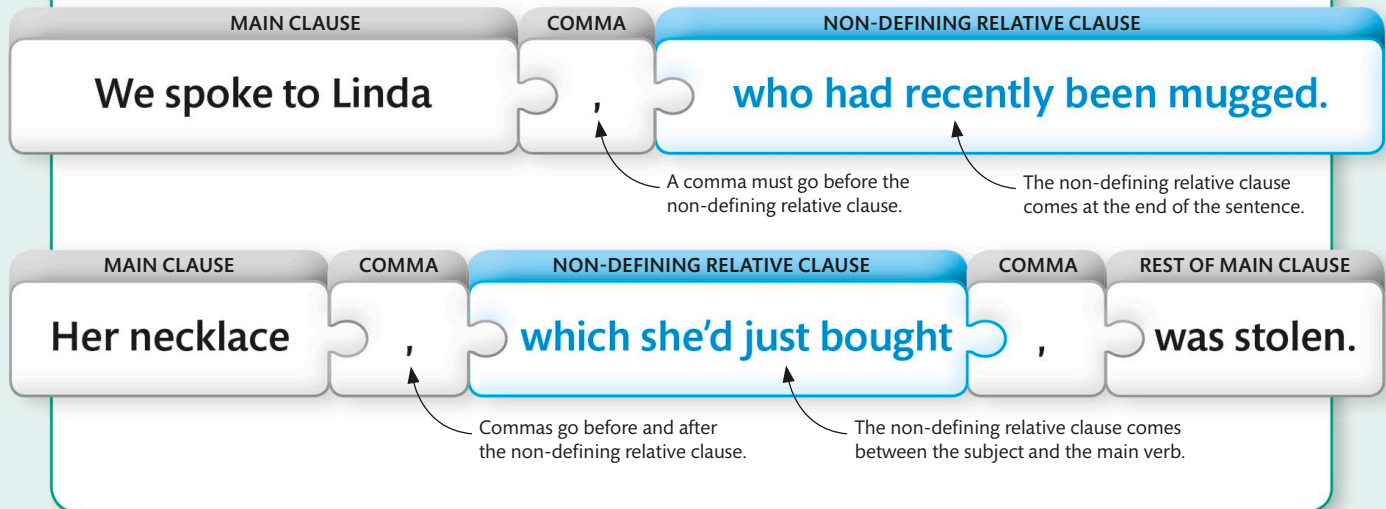 MAIN CLAUSE COMMA NON-DEFINING RELATIVE CLAUSE
We spoke to Linda , who had recently been mugged.
A comma must go before the
non-defining relative clause.
The non-defining relative clause
comes at the end of the sentence.
MAIN CLAUSE COMMA NON-DEFINING RELATIVE CLAUSE COMMA REST OF MAIN CLAUSE
Her necklace , which she'd just bought , was stolen.
Commas go before and after
the non-defining relative clause.
The non-defining relative clause comes
between the subject and the main verb.